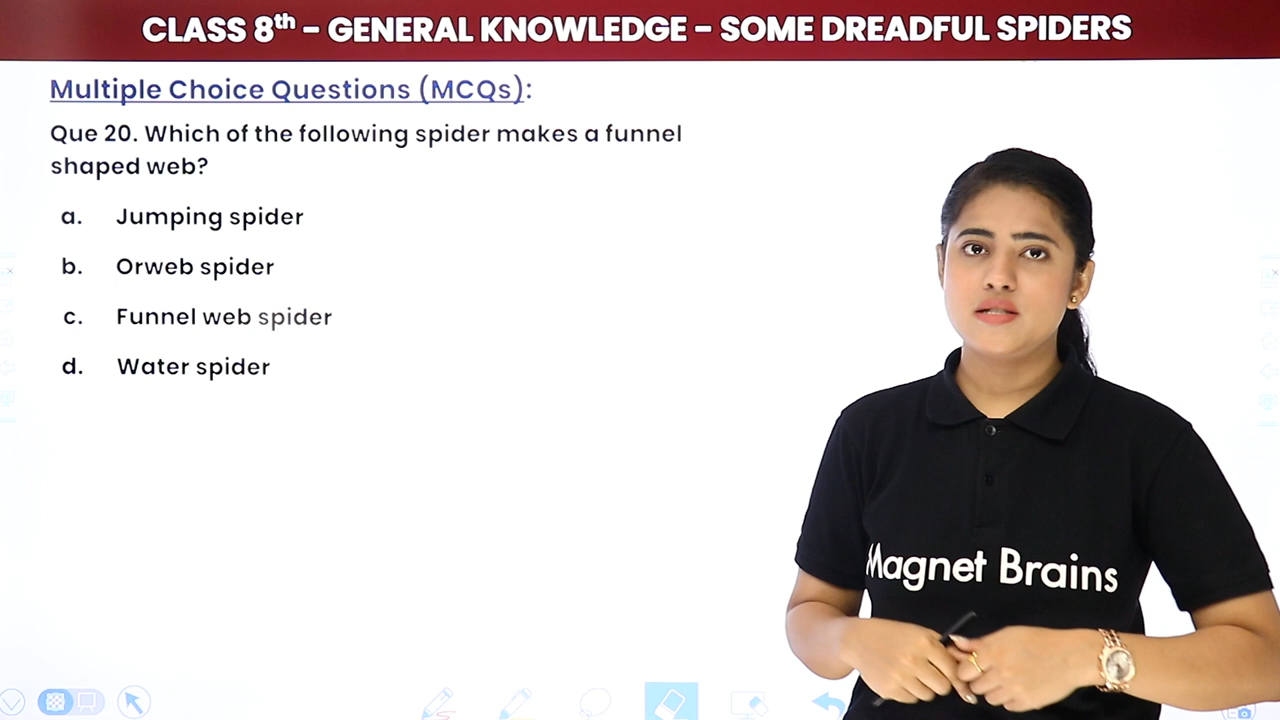 CLASS 8th – GENERAL KNOWLEDGE – SOME DREADFUL SPIDERS
Multiple Choice Questions (MCQs):
Que 20. Which of the following spider makes a funnel
shaped web?
a. Jumping spider
b. Orweb spider
c. Funnel web spider
d. Water spider
Magnet Brains